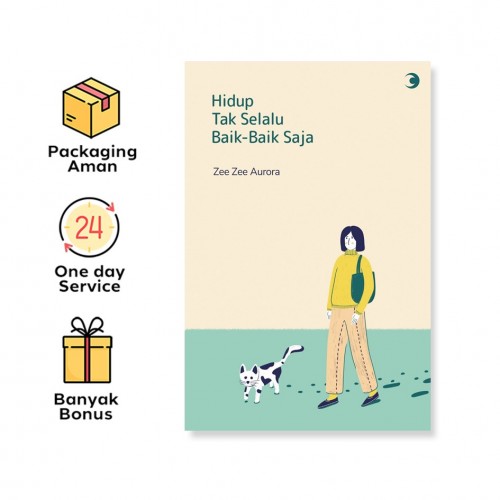 Packaging
Aman
24
One day
Service
Banyak
Bonus
Hidup
Tak Selalu
Baik-Baik Saja
Zee Zee Aurora